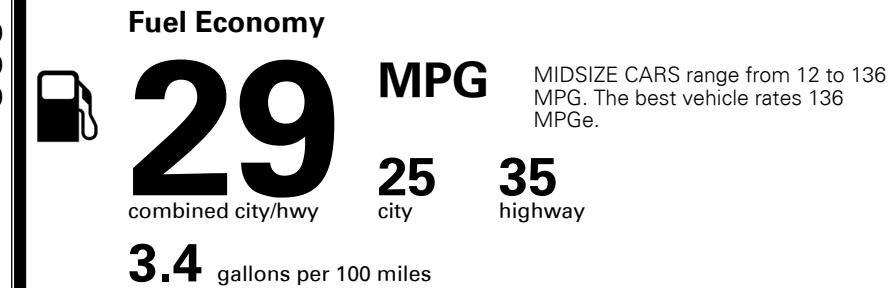 Fuel Economy
29 MPG
MIDSIZE CARS range from 12 to 136
MPG. The best vehicle rates 136
MPGe.
25 35
combined city/hwy city highway
3.4 gallons per 100 miles